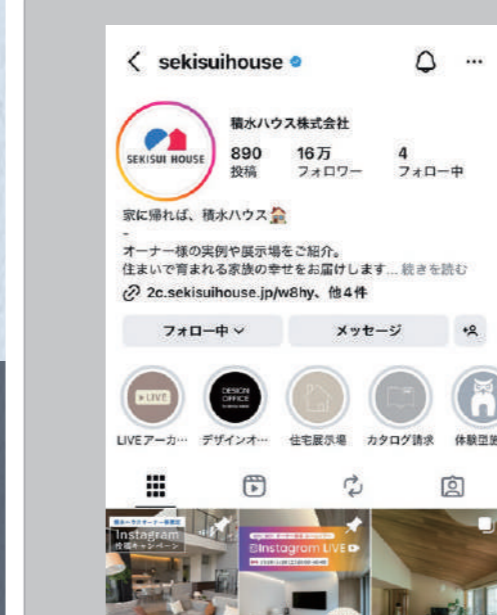 sekisuihouse
SEKISUI HOUSE
積水ハウス株式会社
890 16万 4
投稿 フォロワー フォロー中
家に帰れば、積水ハウス
-
オーナー様の実例や展示場をご紹介。
住まいで育まれる家族の幸せをお届けします... 続きを読む
2c.sekisuihouse.jp/w8hy、他4件
フォロー中 メッセージ
LIVE
DESIGN
OFFICE
LIVEアーカ… デザインオ… 住宅展示場 カタログ請求 体験型施
Instagram
投稿キャンペーン
Instagram LIVE